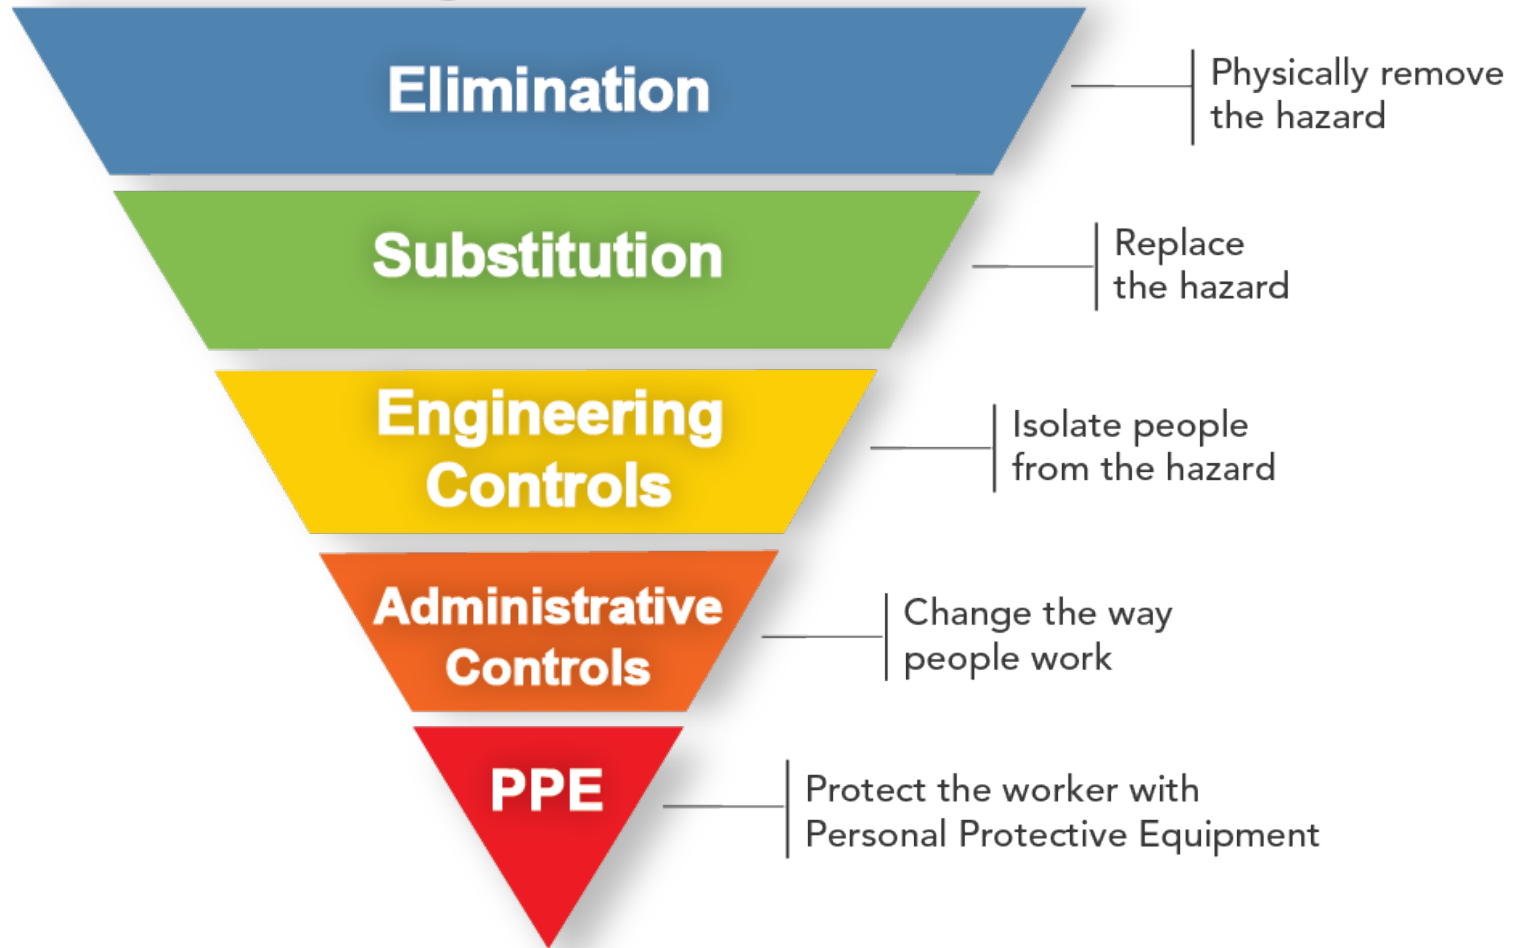 Elimination
Physically remove
the hazard
Substitution
Replace
the hazard
Engineering
Controls
Isolate people
from the hazard
Administrative
Controls
Change the way
people work
PPE
Protect the worker with
Personal Protective Equipment